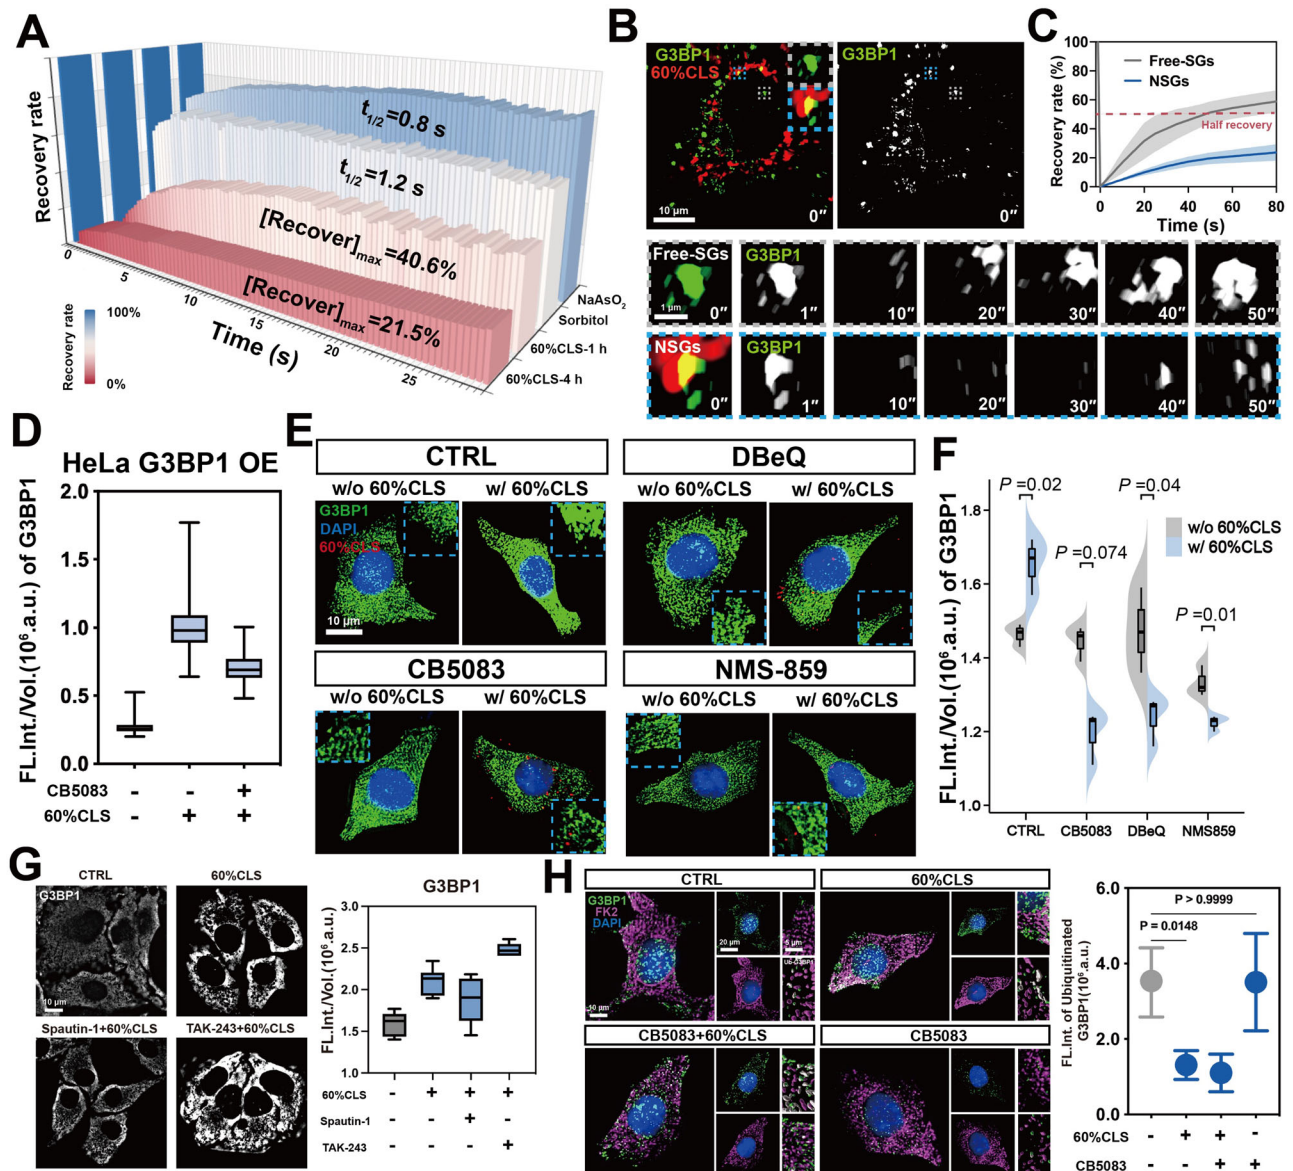 A
Recovery rate
t1/2=0.8 s
t1/2=1.2 s
[Recover]max=40.6%
[Recover]max=21.5%
0
5
10
15
20
25
Time (s)
NaAsO2
Sorbitol
60%CLS-1 h
60%CLS-4 h
Recovery rate
100%
0%
B
G3BP1
60%CLS
10 μm
0″
G3BP1
0″
Free-SGs
1 μm
0″
G3BP1
1″
10″
20″
30″
40″
50″
NSGs
0″
G3BP1
1″
10″
20″
30″
40″
50″
C
Recovery rate (%)
100
80
60
40
20
0
Free-SGs
NSGs
Half recovery
0 20 40 60 80
Time (s)
D
HeLa G3BP1 OE
FL.Int./Vol.(10⁶.a.u.) of G3BP1
2.0
1.5
1.0
0.5
0.0
CB5083 - - +
60%CLS - + +
E
CTRL
w/o 60%CLS w/ 60%CLS
G3BP1
DAPI
60%CLS
10 μm
DBeQ
w/o 60%CLS w/ 60%CLS
CB5083
w/o 60%CLS w/ 60%CLS
NMS-859
w/o 60%CLS w/ 60%CLS
F
FL.Int./Vol.(10⁶.a.u.) of G3BP1
1.8
1.6
1.4
1.2
1.0
P =0.02
P =0.074
P =0.04
P =0.01
w/o 60%CLS
w/ 60%CLS
CTRL CB5083 DBeQ NMS859
G
CTRL
G3BP1
10 μm
60%CLS
Spautin-1+60%CLS
TAK-243+60%CLS
G3BP1
FL.Int./Vol.(10⁶.a.u.)
3.0
2.5
2.0
1.5
1.0
60%CLS - + + +
Spautin-1 - - + -
TAK-243 - - - +
H
CTRL
G3BP1
FK2
DAPI
10 μm
20 μm
5 μm
Ub-G3BP1
60%CLS
CB5083+60%CLS
CB5083
FL.Int. of Ubiquitinated
G3BP1(10⁶.a.u.)
6.0
4.0
2.0
0.0
P > 0.9999
P = 0.0148
60%CLS - + + -
CB5083 - - + +